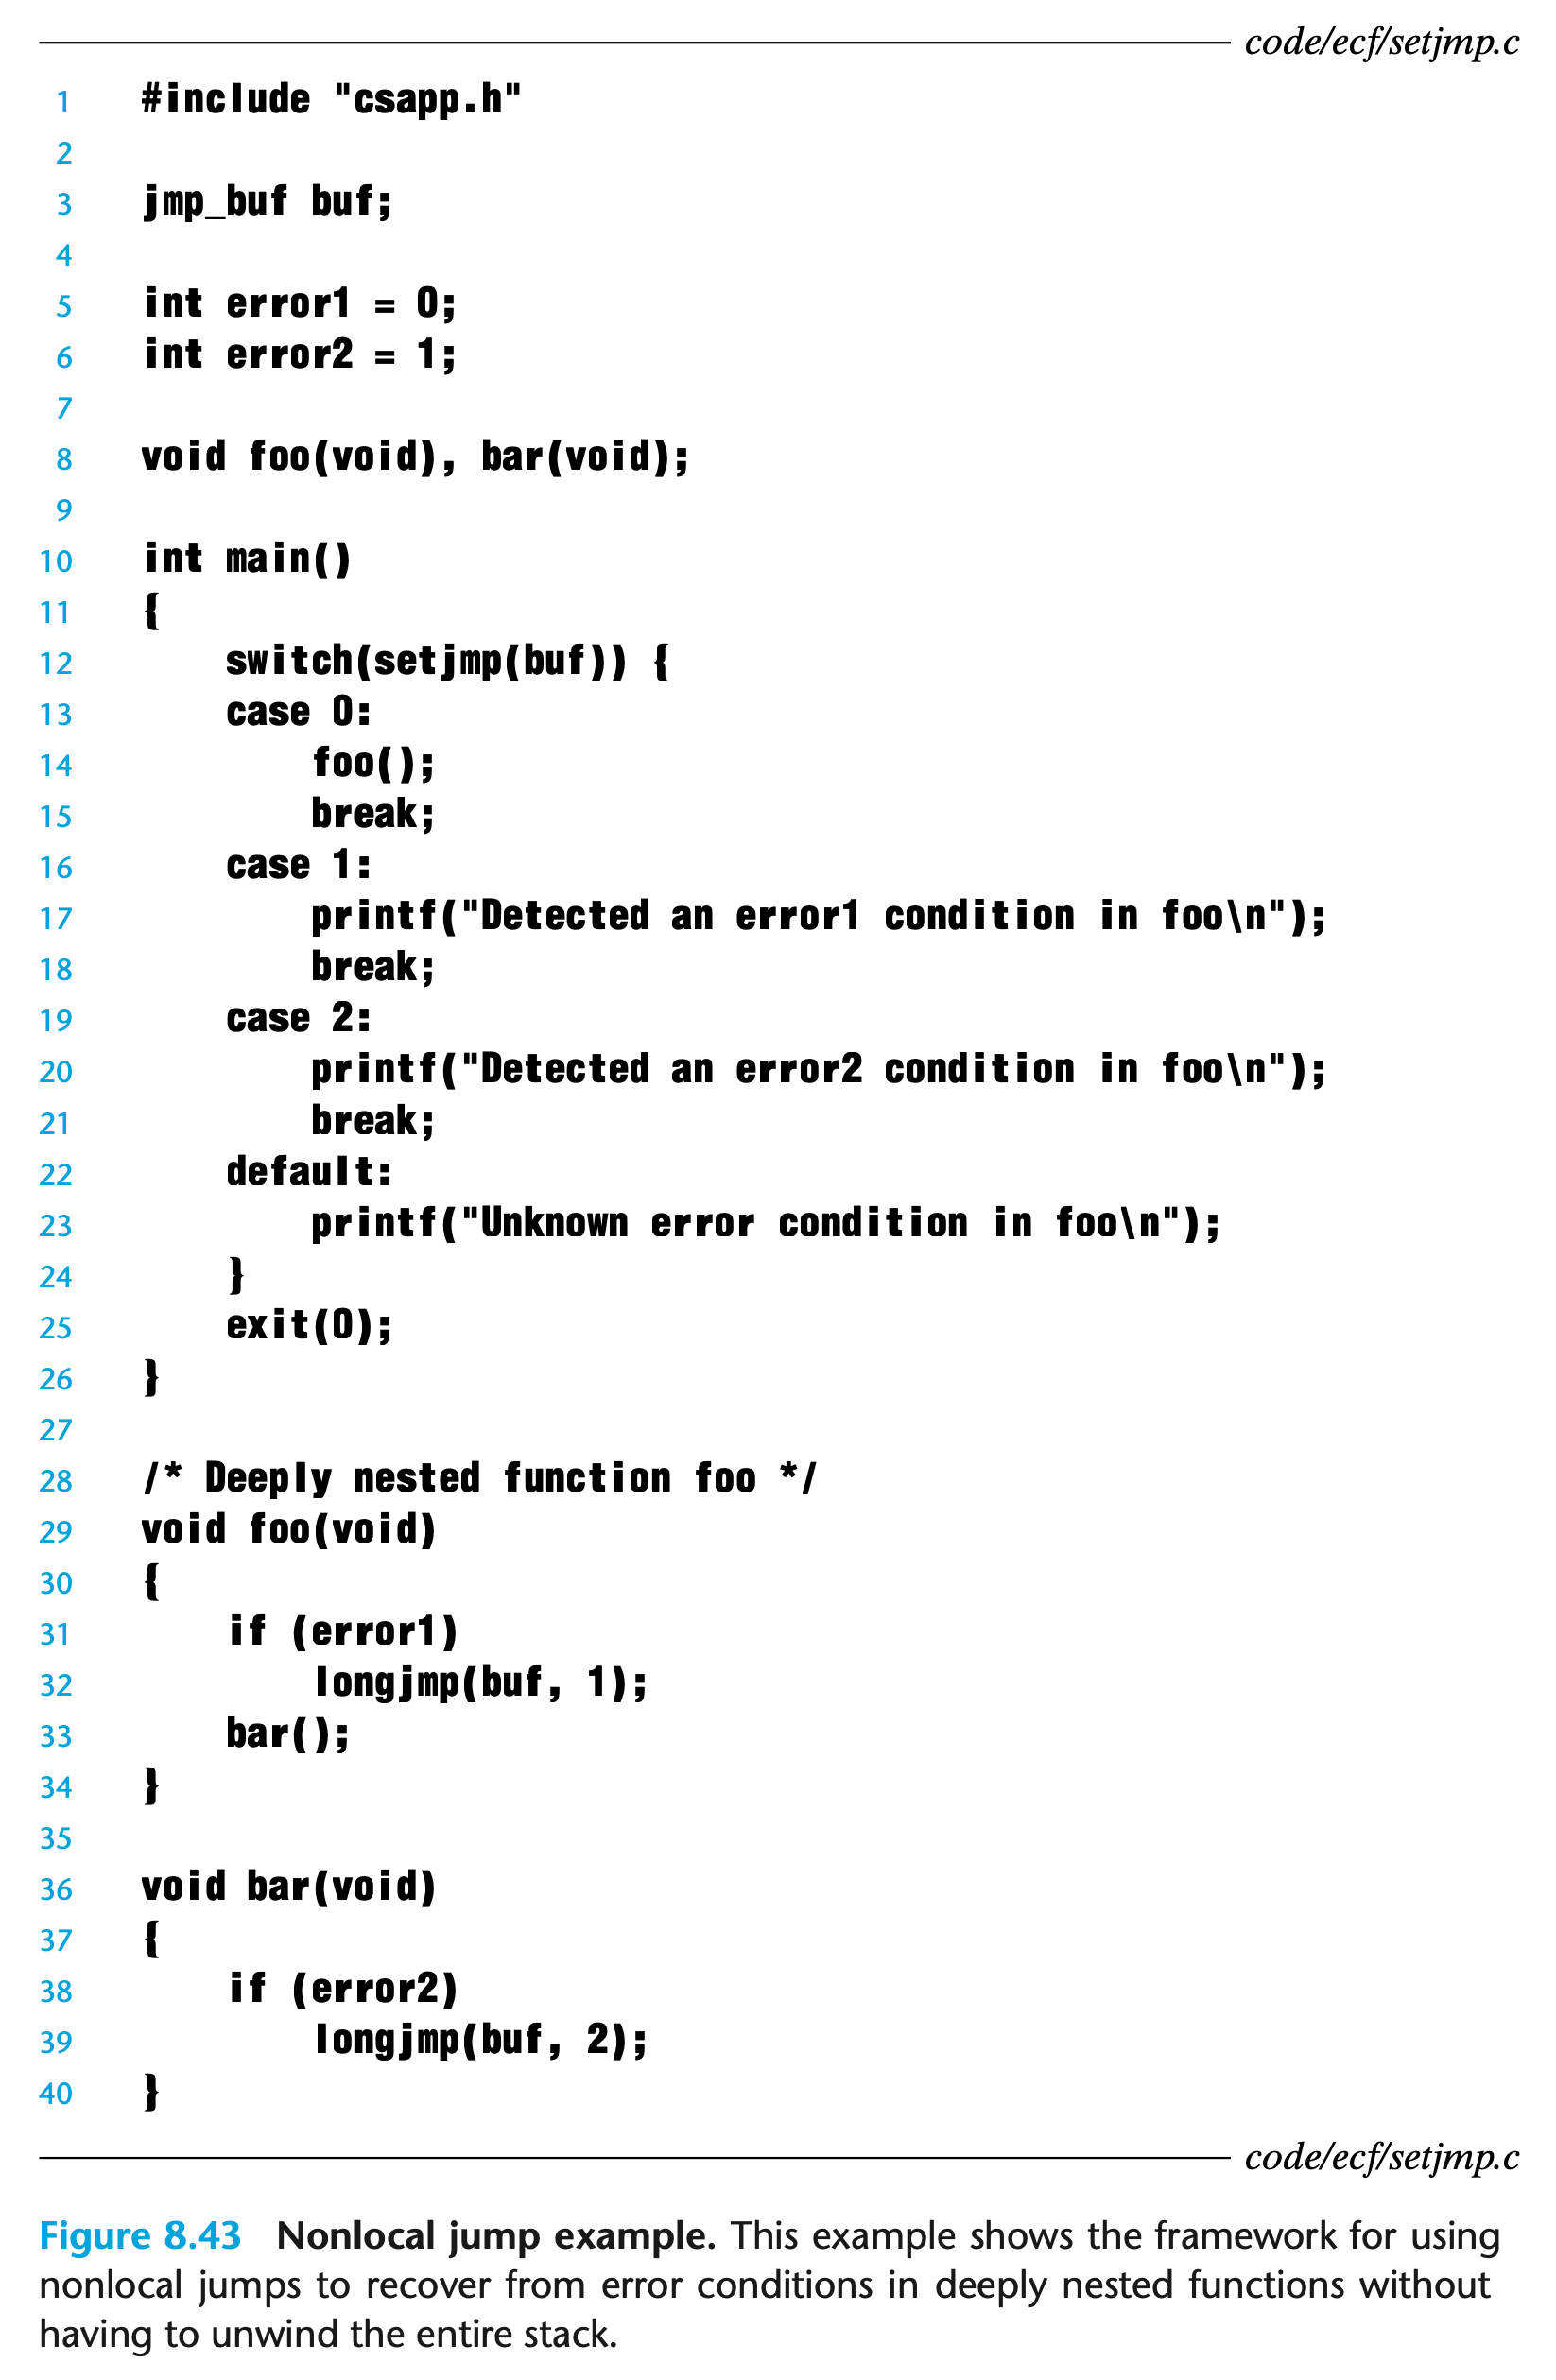 code/ecf/setjmp.c
1 #include "csapp.h"
2
3 jmp_buf buf;
4
5 int error1 = 0;
6 int error2 = 1;
7
8 void foo(void), bar(void);
9
10 int main()
11 {
12     switch(setjmp(buf)) {
13     case 0:
14         foo();
15         break;
16     case 1:
17         printf("Detected an error1 condition in foo\n");
18         break;
19     case 2:
20         printf("Detected an error2 condition in foo\n");
21         break;
22     default:
23         printf("Unknown error condition in foo\n");
24     }
25     exit(0);
26 }
27
28 /* Deeply nested function foo */
29 void foo(void)
30 {
31     if (error1)
32         longjmp(buf, 1);
33     bar();
34 }
35
36 void bar(void)
37 {
38     if (error2)
39         longjmp(buf, 2);
40 }
code/ecf/setjmp.c
Figure 8.43 Nonlocal jump example. This example shows the framework for using
nonlocal jumps to recover from error conditions in deeply nested functions without
having to unwind the entire stack.